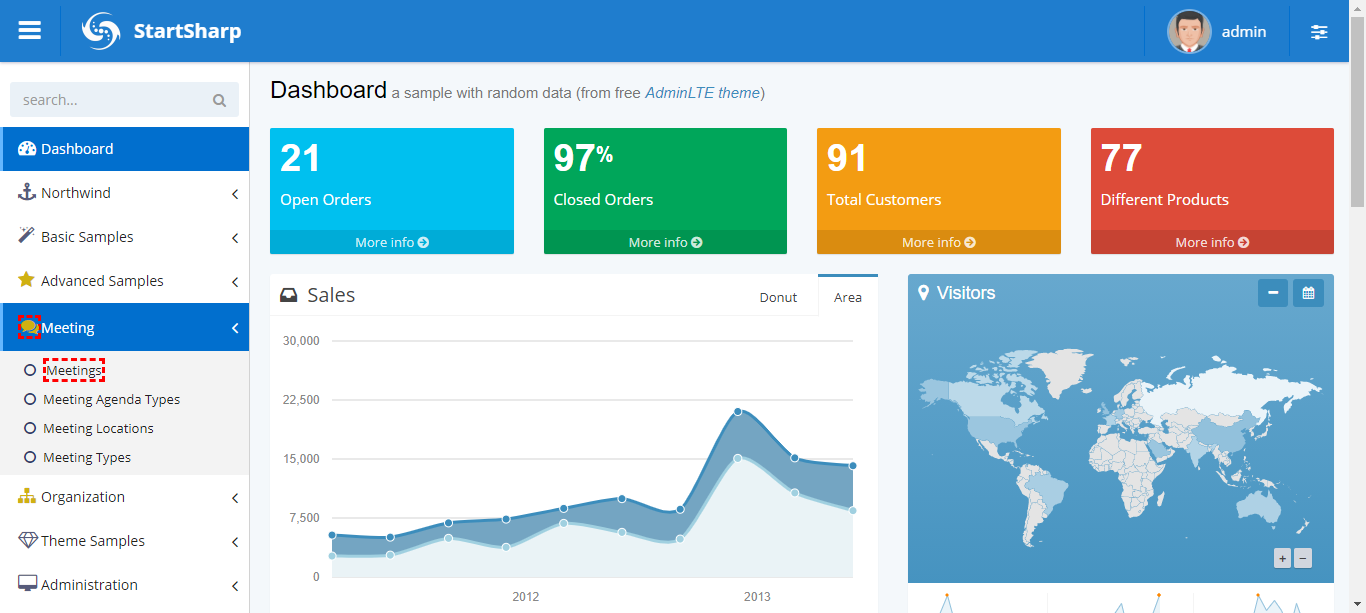 StartSharp
admin
search...
Dashboard
Northwind
Basic Samples
Advanced Samples
Meeting
Meetings
Meeting Agenda Types
Meeting Locations
Meeting Types
Organization
Theme Samples
Administration
Dashboard a sample with random data (from free AdminLTE theme)
21
Open Orders
More info
97%
Closed Orders
More info
91
Total Customers
More info
77
Different Products
More info
Sales
Donut
Area
30,000
22,500
15,000
7,500
0
2012
2013
Visitors
+
−